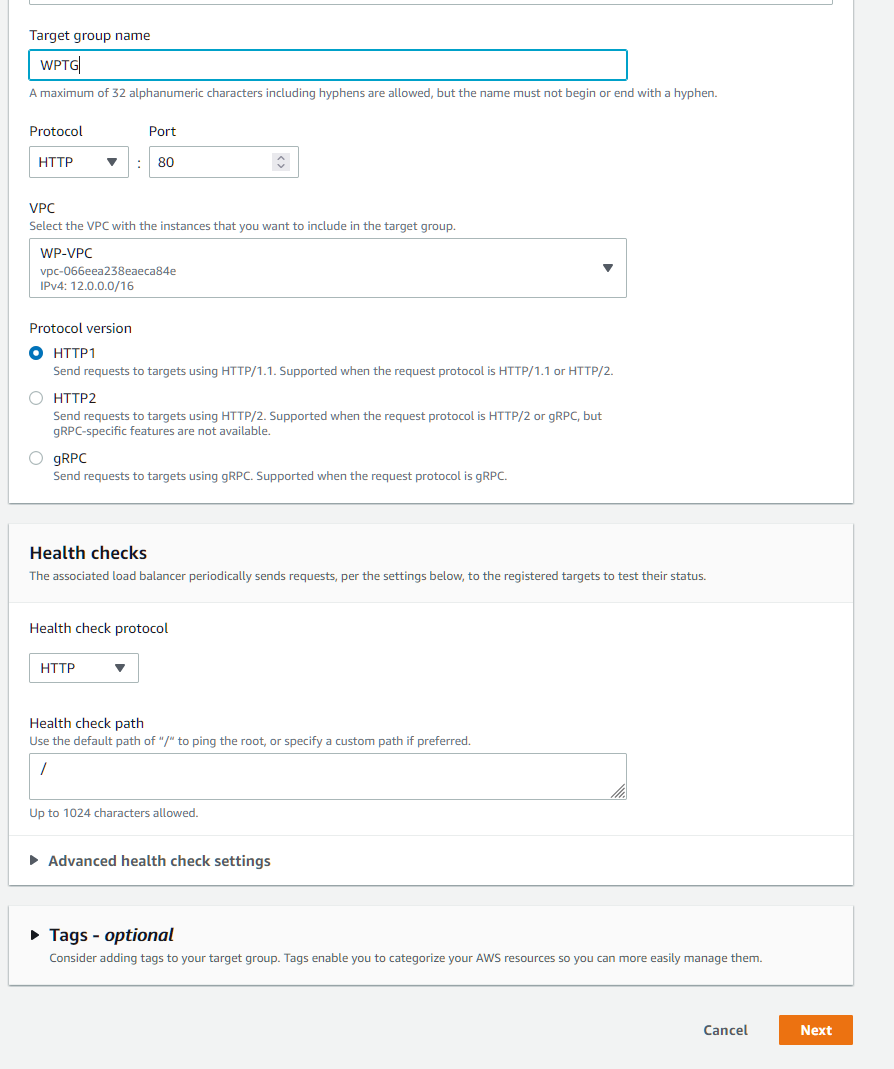 Target group name
WPTG
A maximum of 32 alphanumeric characters including hyphens are allowed, but the name must not begin or end with a hyphen.
Protocol Port
HTTP : 80
VPC
Select the VPC with the instances that you want to include in the target group.
WP-VPC
vpc-066eea238eaeca84e
IPv4: 12.0.0.0/16
Protocol version
HTTP1
Send requests to targets using HTTP/1.1. Supported when the request protocol is HTTP/1.1 or HTTP/2.
HTTP2
Send requests to targets using HTTP/2. Supported when the request protocol is HTTP/2 or gRPC, but
gRPC-specific features are not available.
gRPC
Send requests to targets using gRPC. Supported when the request protocol is gRPC.
Health checks
The associated load balancer periodically sends requests, per the settings below, to the registered targets to test their status.
Health check protocol
HTTP
Health check path
Use the default path of "/" to ping the root, or specify a custom path if preferred.
/
Up to 1024 characters allowed.
Advanced health check settings
Tags - optional
Consider adding tags to your target group. Tags enable you to categorize your AWS resources so you can more easily manage them.
Cancel Next